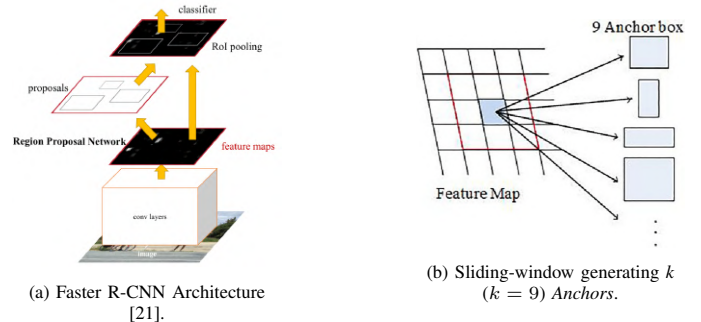 classifier
RoI pooling
proposals
Region Proposal Network
feature maps
conv layers
image
(a) Faster R-CNN Architecture
[21].
9 Anchor box
Feature Map
(b) Sliding-window generating k
(k = 9) Anchors.